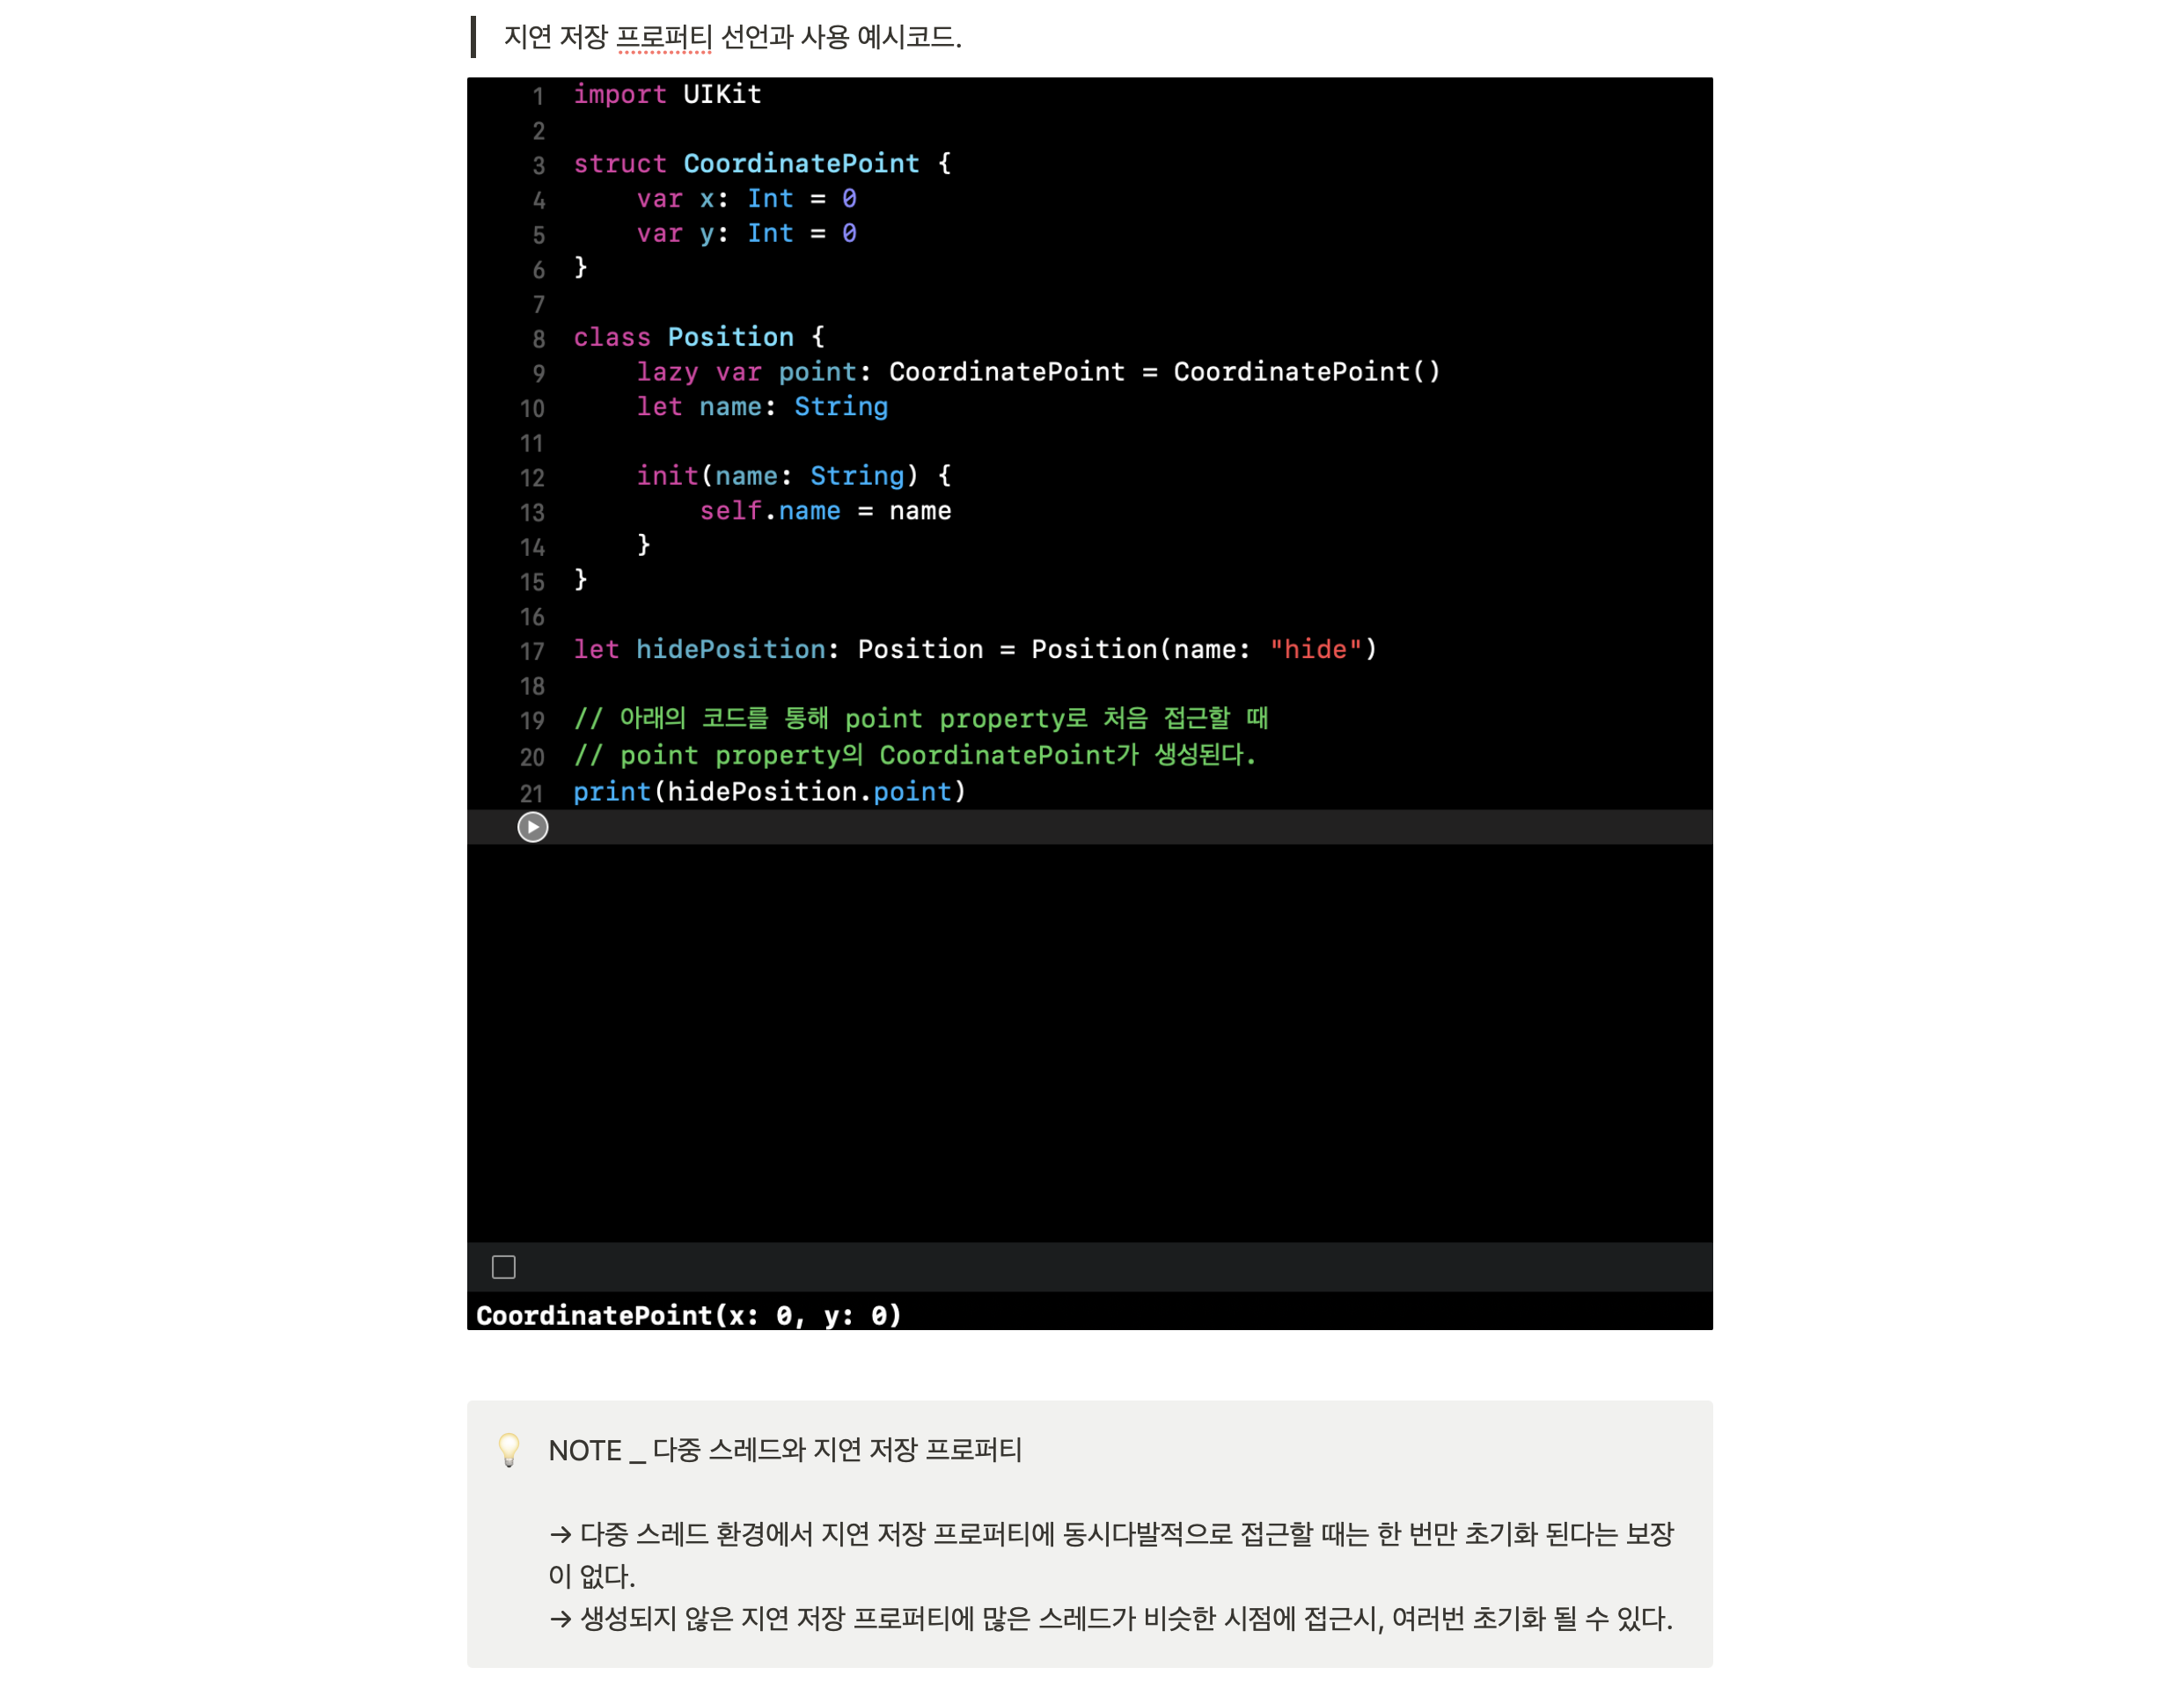 지연 저장 프로퍼티 선언과 사용 예시코드.
1 import UIKit
2
3 struct CoordinatePoint {
4     var x: Int = 0
5     var y: Int = 0
6 }
7
8 class Position {
9     lazy var point: CoordinatePoint = CoordinatePoint()
10     let name: String
11
12     init(name: String) {
13         self.name = name
14     }
15 }
16
17 let hidePosition: Position = Position(name: "hide")
18
19 // 아래의 코드를 통해 point property로 처음 접근할 때
20 // point property의 CoordinatePoint가 생성된다.
21 print(hidePosition.point)
CoordinatePoint(x: 0, y: 0)
NOTE _ 다중 스레드와 지연 저장 프로퍼티
→ 다중 스레드 환경에서 지연 저장 프로퍼티에 동시다발적으로 접근할 때는 한 번만 초기화 된다는 보장
이 없다.
→ 생성되지 않은 지연 저장 프로퍼티에 많은 스레드가 비슷한 시점에 접근시, 여러번 초기화 될 수 있다.